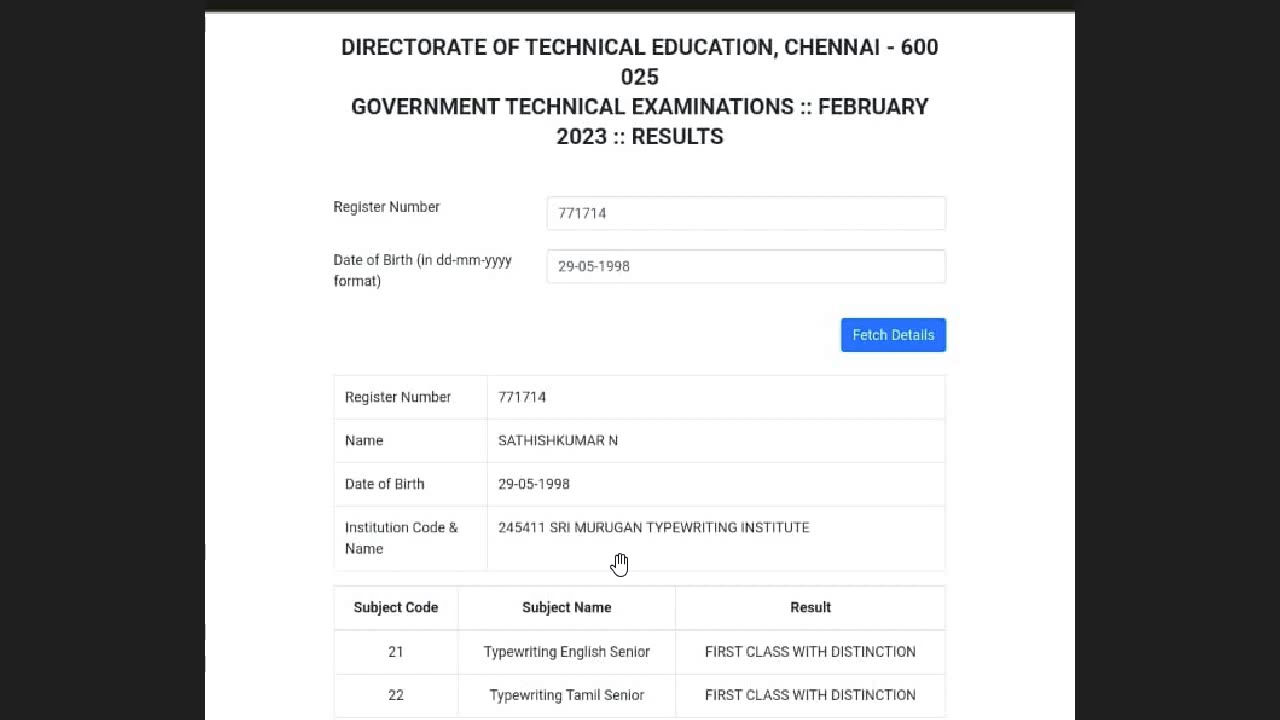 DIRECTORATE OF TECHNICAL EDUCATION, CHENNAI - 600
025
GOVERNMENT TECHNICAL EXAMINATIONS :: FEBRUARY
2023 :: RESULTS
Register Number
771714
Date of Birth (in dd-mm-yyyy
format)
29-05-1998
Fetch Details
Register Number 771714
Name SATHISHKUMAR N
Date of Birth 29-05-1998
Institution Code & 245411 SRI MURUGAN TYPEWRITING INSTITUTE
Name
Subject Code Subject Name Result
21 Typewriting English Senior FIRST CLASS WITH DISTINCTION
22 Typewriting Tamil Senior FIRST CLASS WITH DISTINCTION